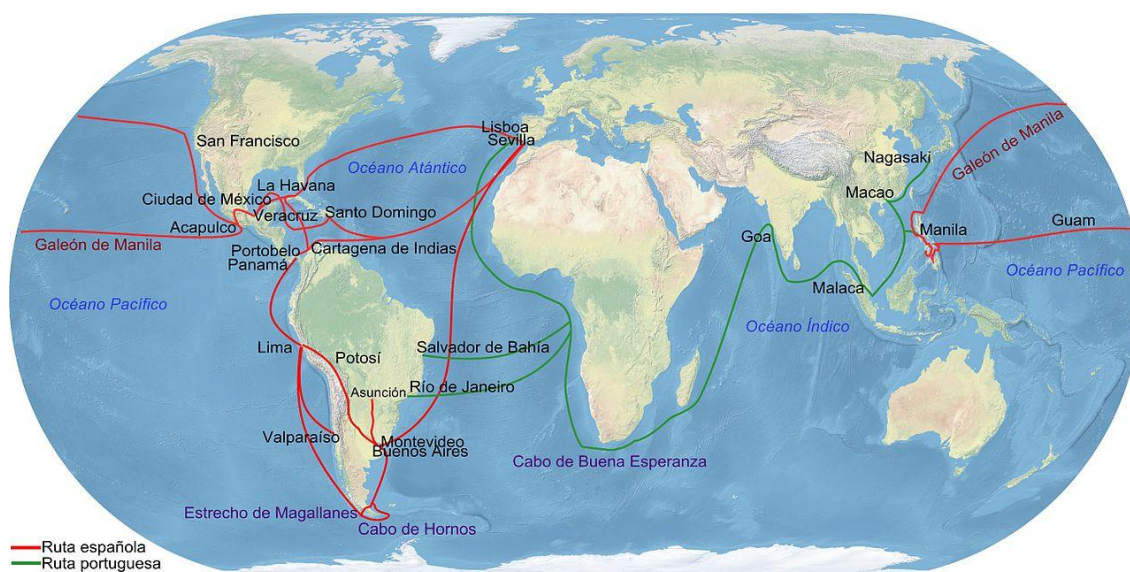 Lisboa
Sevilla
San Francisco
Océano Atántico
Nagasaki
Galeón de Manila
La Havana
Ciudad de México
Macao
Veracruz
Santo Domingo
Acapulco
Guam
Manila
Goa
Galeón de Manila
Portobelo
Cartagena de Indias
Panamá
Océano Pacífico
Malaca
Océano Pacífico
Océano Índico
Lima
Salvador de Bahía
Potosí
Asunción
Río de Janeiro
Valparaíso
Montevideo
Buenos Aires
Cabo de Buena Esperanza
Estrecho de Magallanes
Cabo de Hornos
Ruta española
Ruta portuguesa